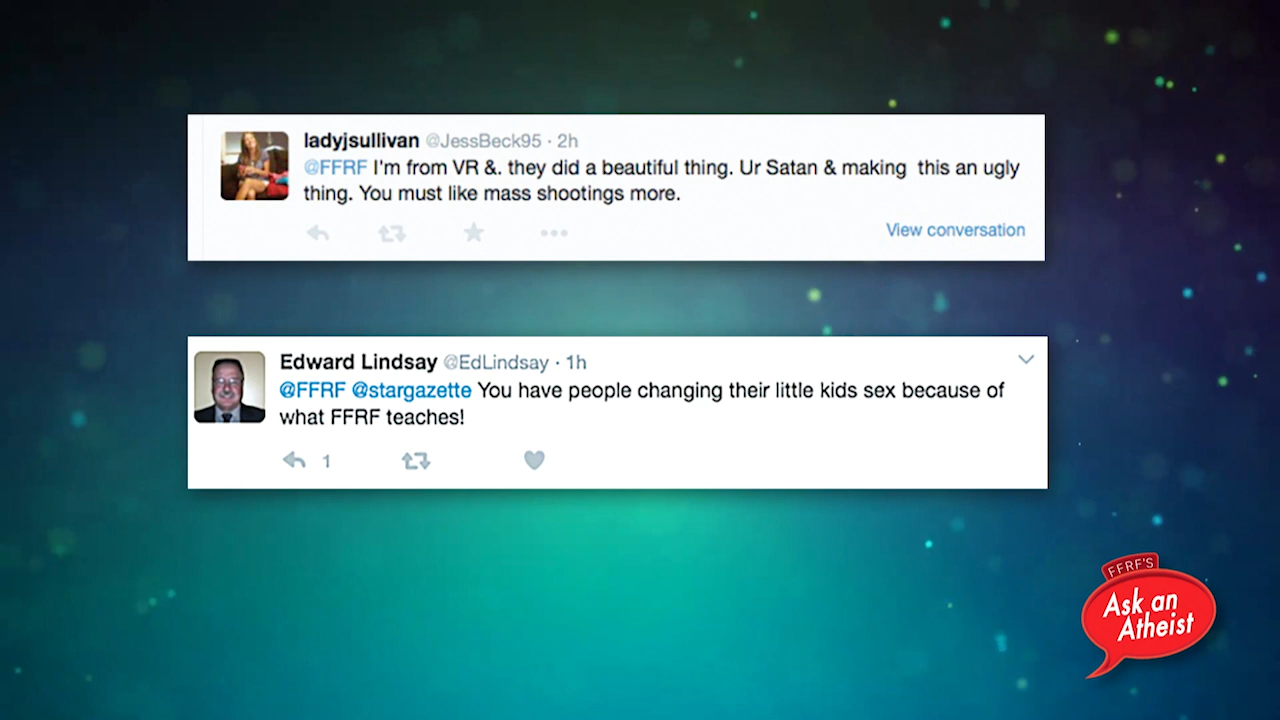 ladyjsullivan @JessBeck95 · 2h
@FFRF I'm from VR &. they did a beautiful thing. Ur Satan & making  this an ugly
thing. You must like mass shootings more.
View conversation
Edward Lindsay @EdLindsay · 1h
@FFRF @stargazette You have people changing their little kids sex because of
what FFRF teaches!
1
FFRF'S
Ask an
Atheist